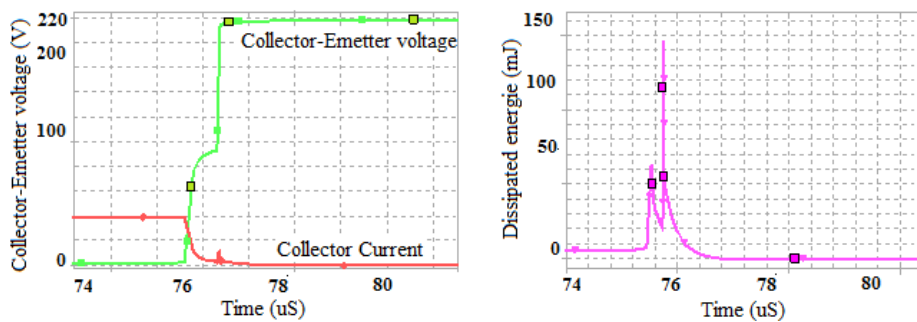 Collector-Emetter voltage (V)
220
200
100
0
Collector-Emetter voltage
Collector Current
74
76
78
80
Time (uS)
Dissipated energie (mJ)
150
100
50
0
74
76
78
80
Time (uS)